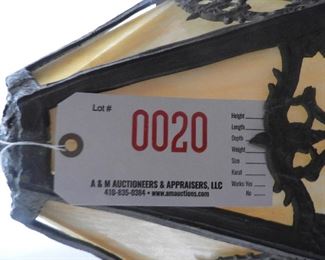 Lot #
0020
A & M AUCTIONEERS & APPRAISERS, LLC
410-835-0384 • www.amauctions.com
Height
Length
Depth
Weight
Size
Karat
Works Yes
No